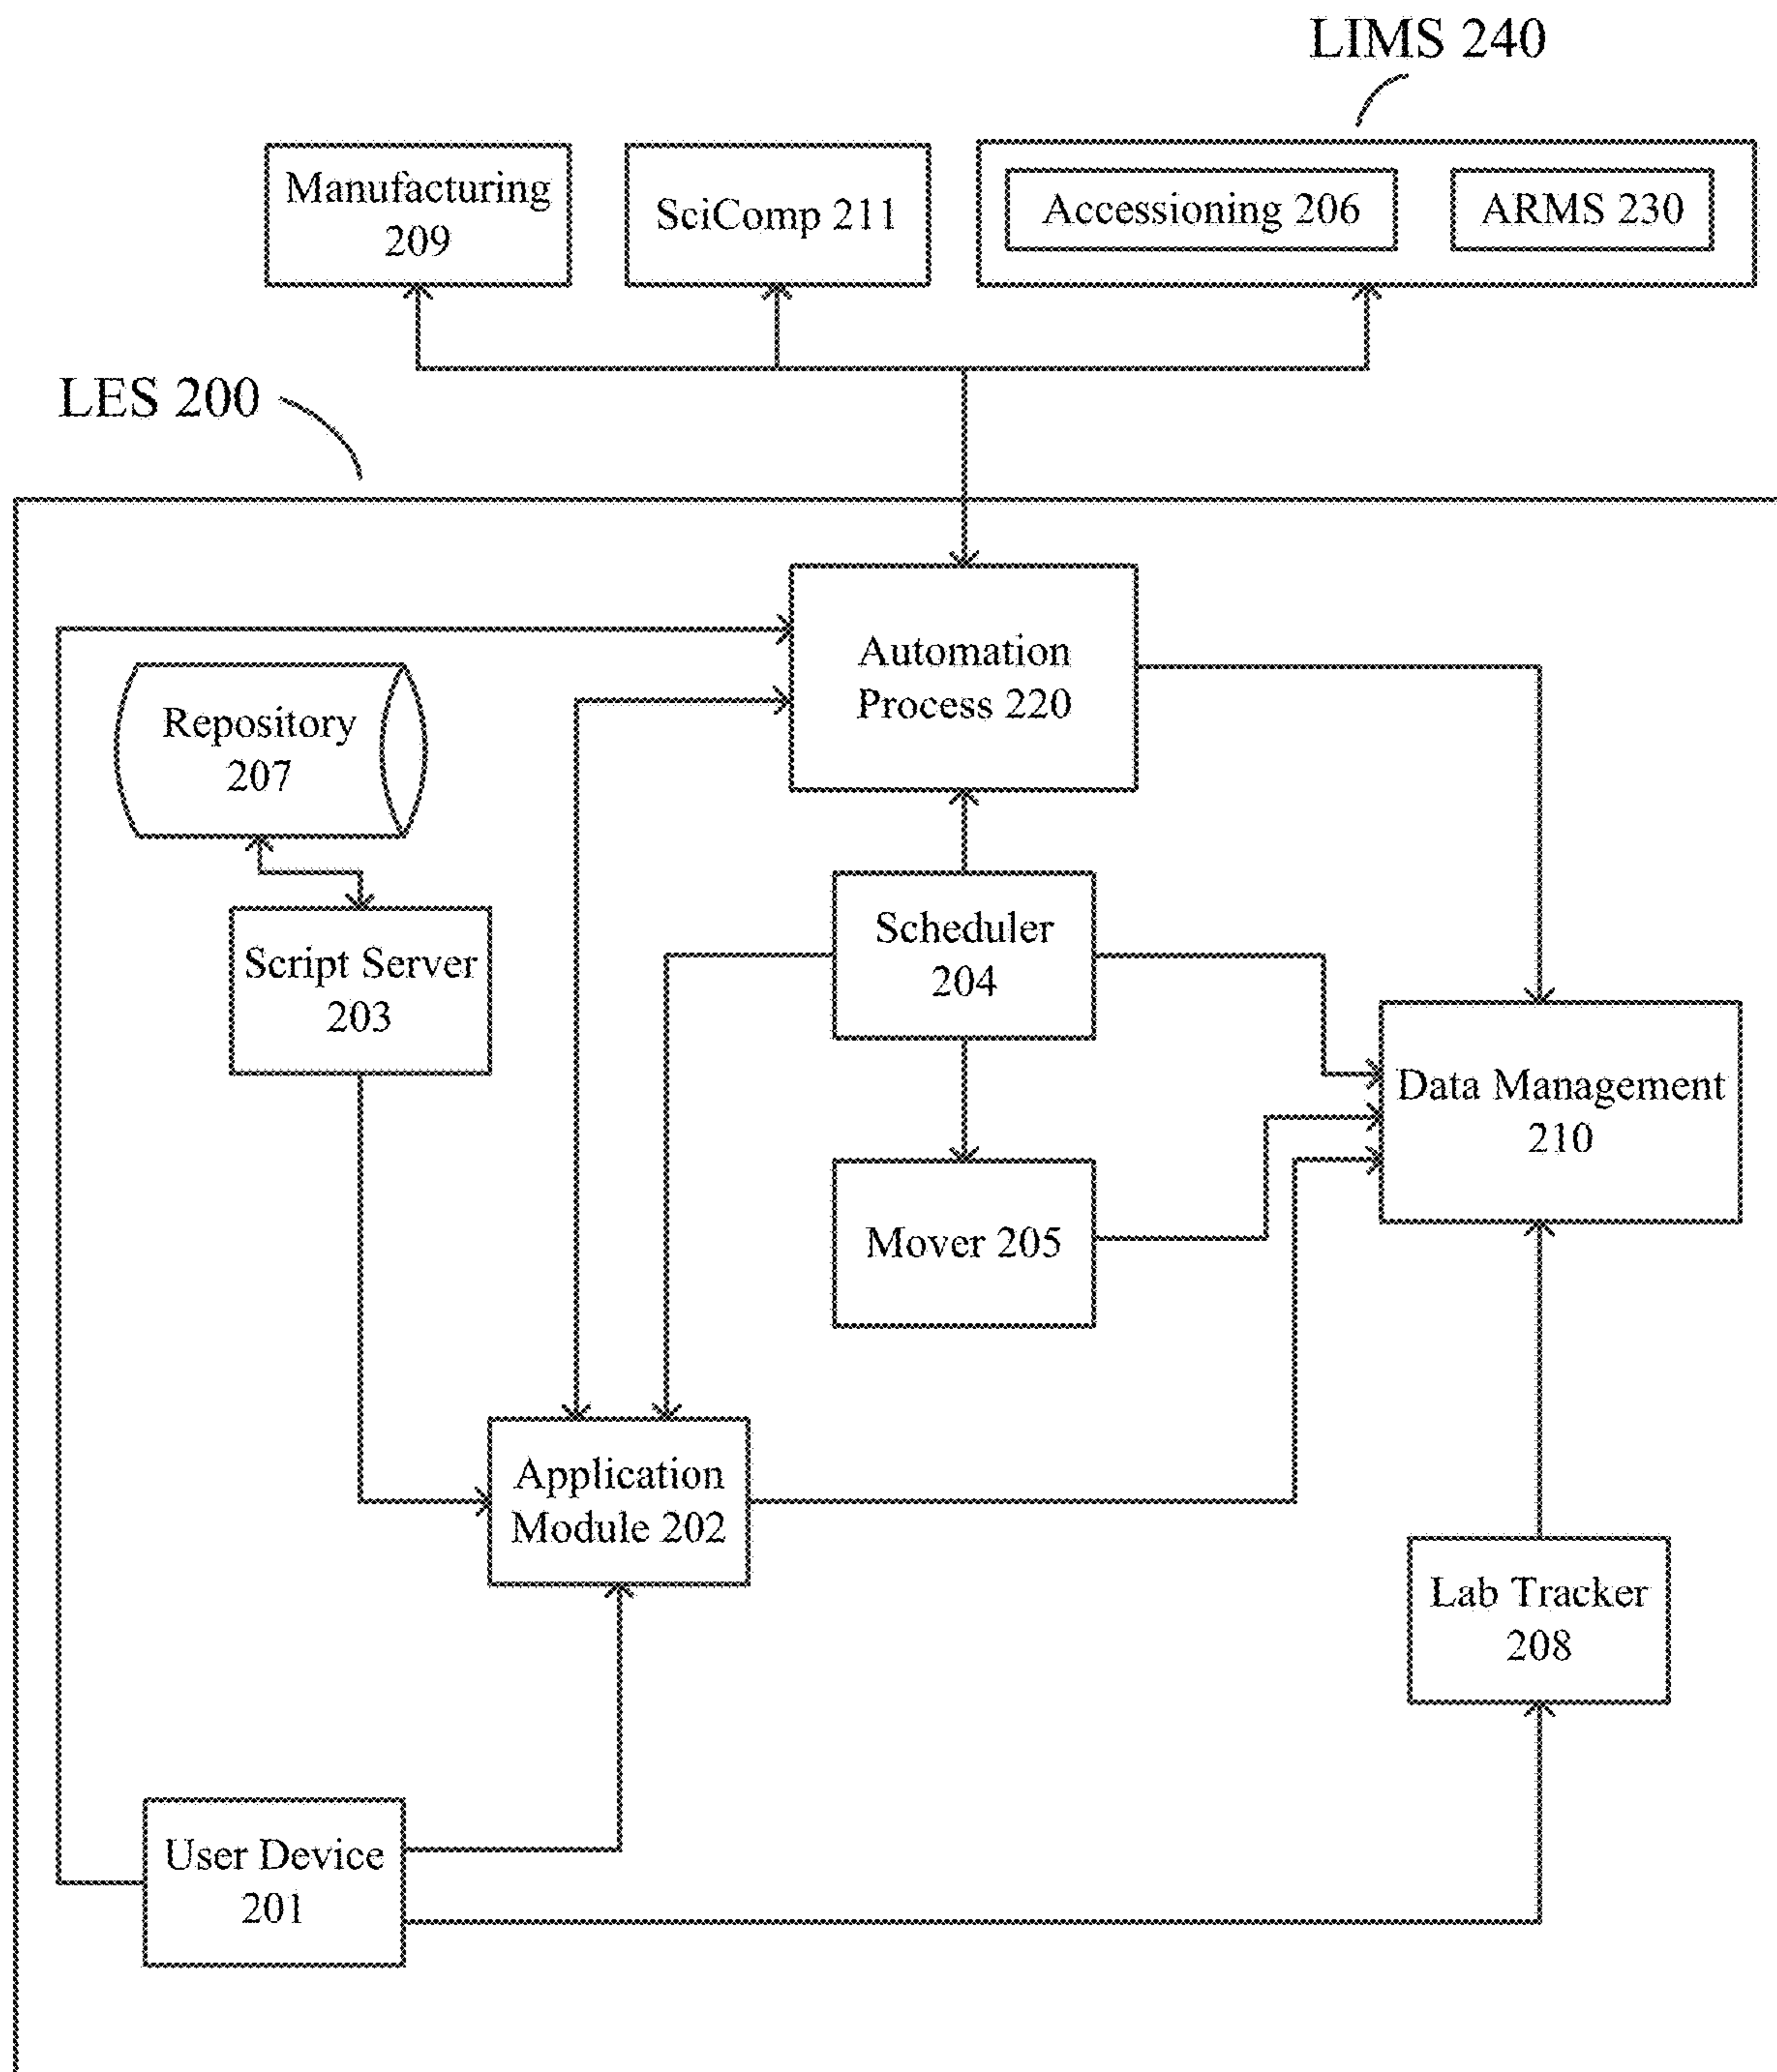 LIMS 240
Manufacturing
209
SciComp 211
Accessioning 206
ARMS 230
LES 200
Automation
Process 220
Repository
207
Scheduler
204
Script Server
203
Data Management
210
Mover 205
Application
Module 202
Lab Tracker
208
User Device
201